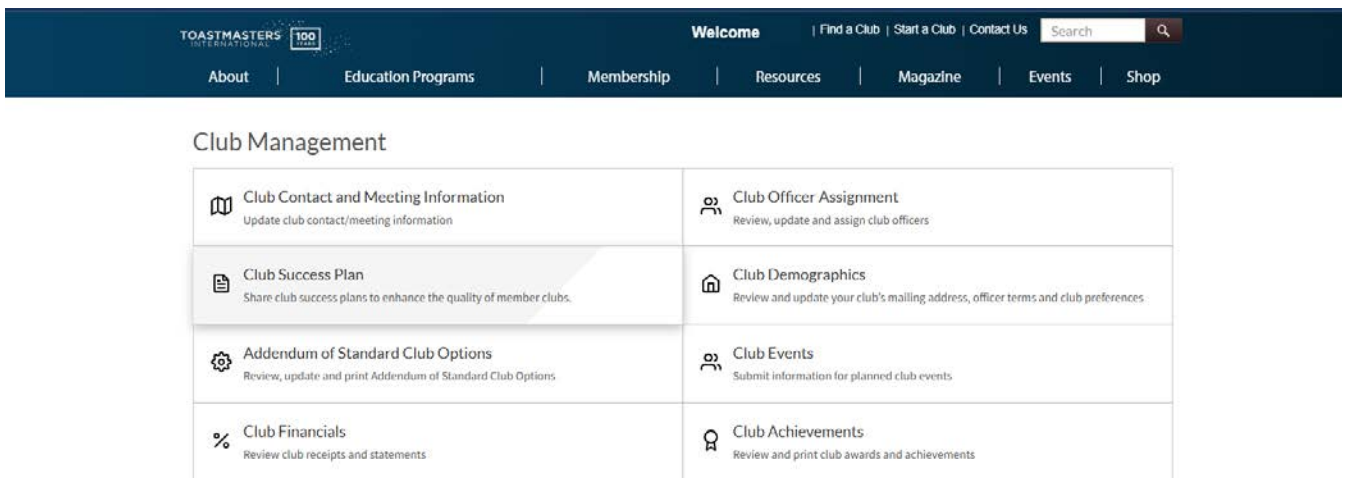 TOASTMASTERS INTERNATIONAL 100 YEARS
Welcome | Find a Club | Start a Club | Contact Us Search
About | Education Programs | Membership | Resources | Magazine | Events | Shop
Club Management
Club Contact and Meeting Information
Update club contact/meeting information
Club Officer Assignment
Review, update and assign club officers
Club Success Plan
Share club success plans to enhance the quality of member clubs.
Club Demographics
Review and update your club's mailing address, officer terms and club preferences
Addendum of Standard Club Options
Review, update and print Addendum of Standard Club Options
Club Events
Submit information for planned club events
Club Financials
Review club receipts and statements
Club Achievements
Review and print club awards and achievements